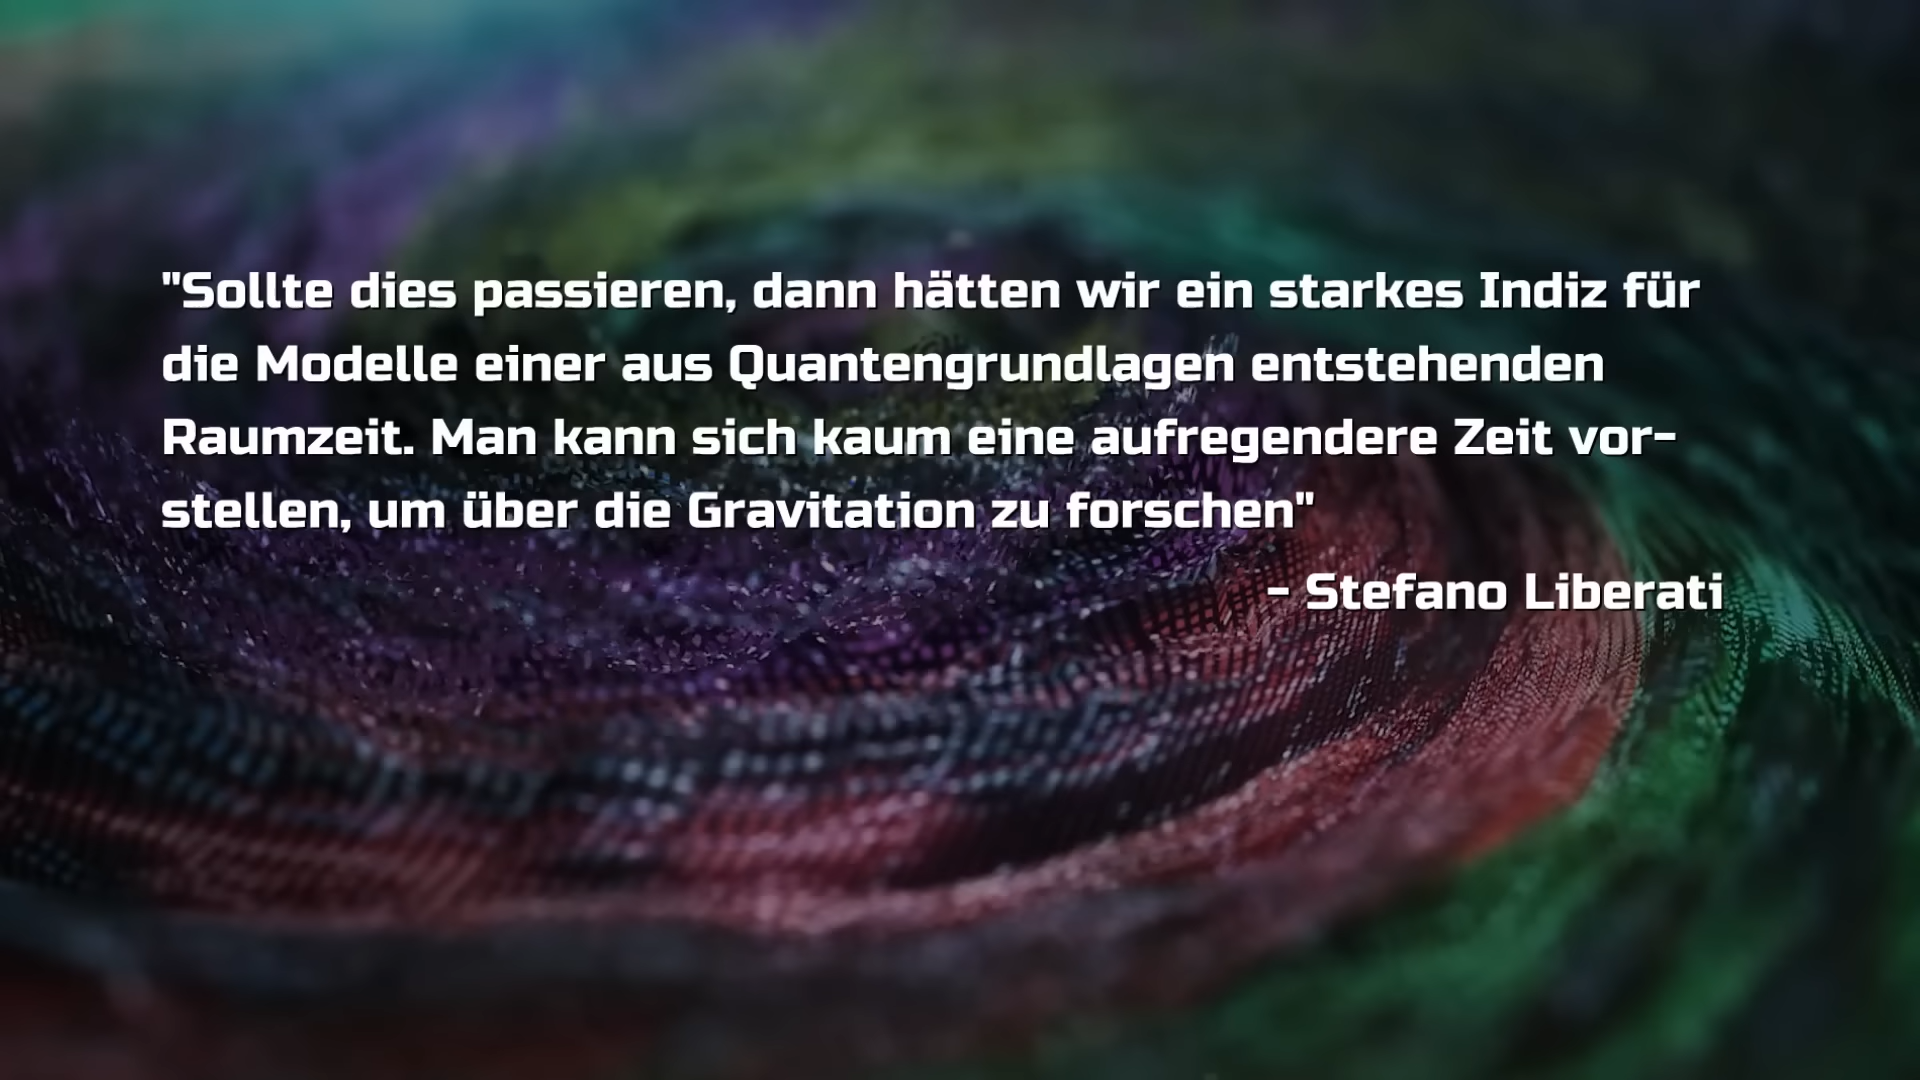 "Sollte dies passieren, dann hätten wir ein starkes Indiz für
die Modelle einer aus Quantengrundlagen entstehenden
Raumzeit. Man kann sich kaum eine aufregendere Zeit vor-
stellen, um über die Gravitation zu forschen"
- Stefano Liberati